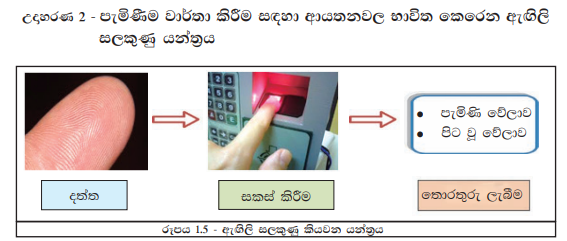 උදාහරණ 2 - පැමිණීම වාර්තා කිරීම සඳහා ආයතනවල භාවිත කෙරෙන ඇඟිලි
සලකුණු යන්ත්‍රය
• පැමිණි වේලාව
• පිට වූ වේලාව
දත්ත
සකස් කිරීම
තොරතුරු ලැබීම
රූපය 1.5 - ඇඟිලි සලකුණු කියවන යන්ත්‍රය